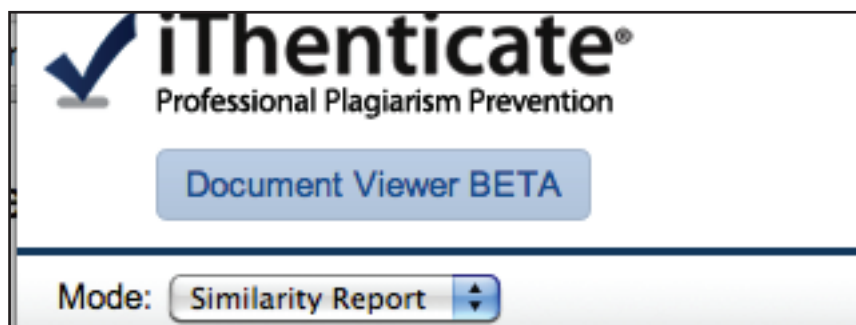 iThenticate®
Professional Plagiarism Prevention
Document Viewer BETA
Mode: Similarity Report